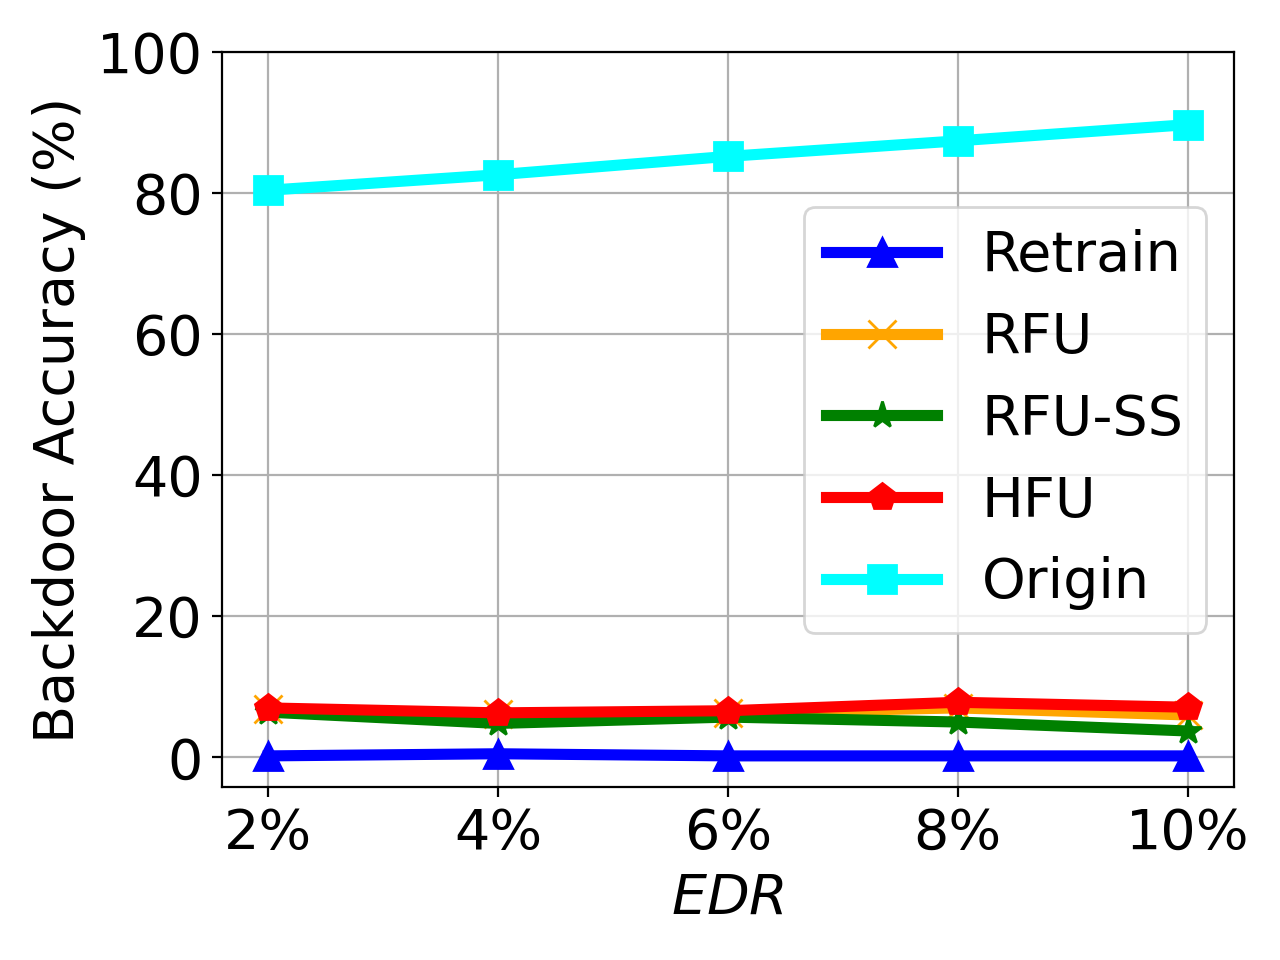 Backdoor Accuracy (%)
100
80
60
40
20
0
Retrain
RFU
RFU-SS
HFU
Origin
2% 4% 6% 8% 10%
EDR